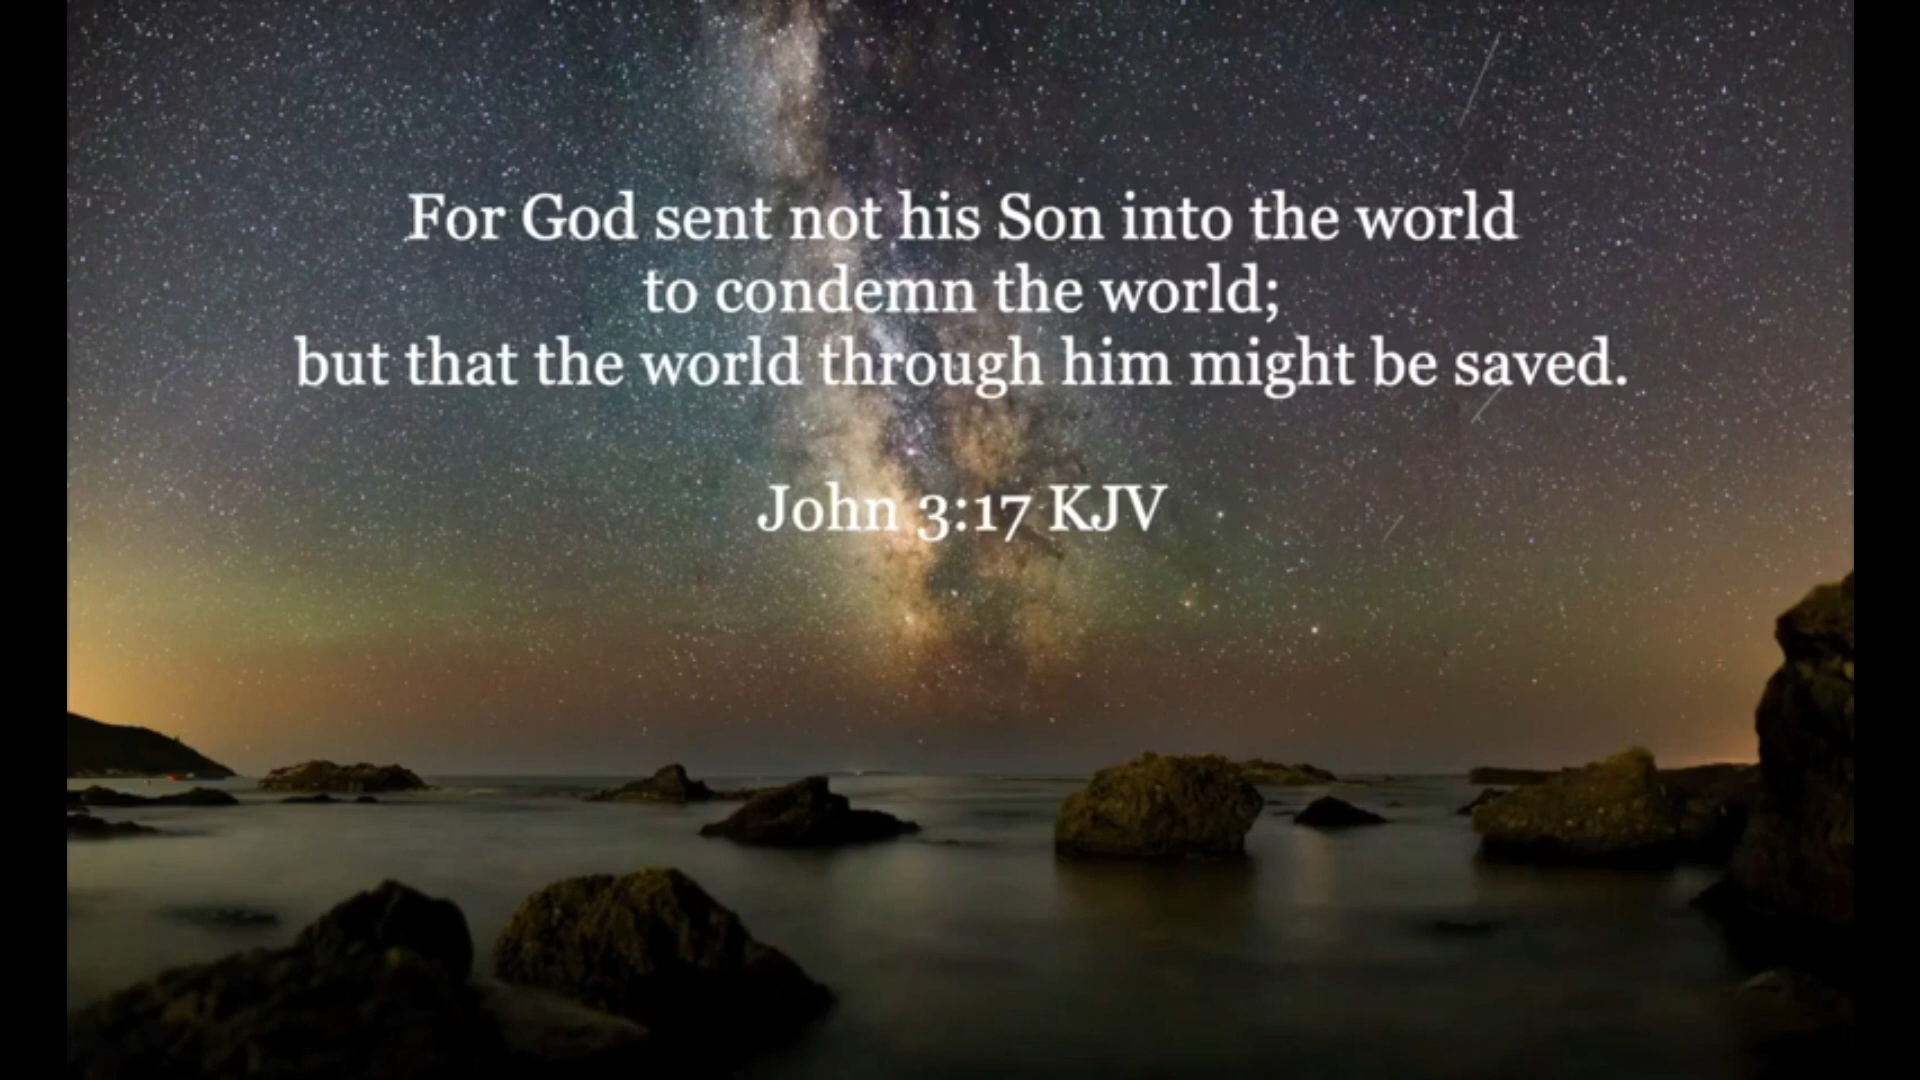 For God sent not his Son into the world
to condemn the world;
but that the world through him might be saved.
John 3:17 KJV